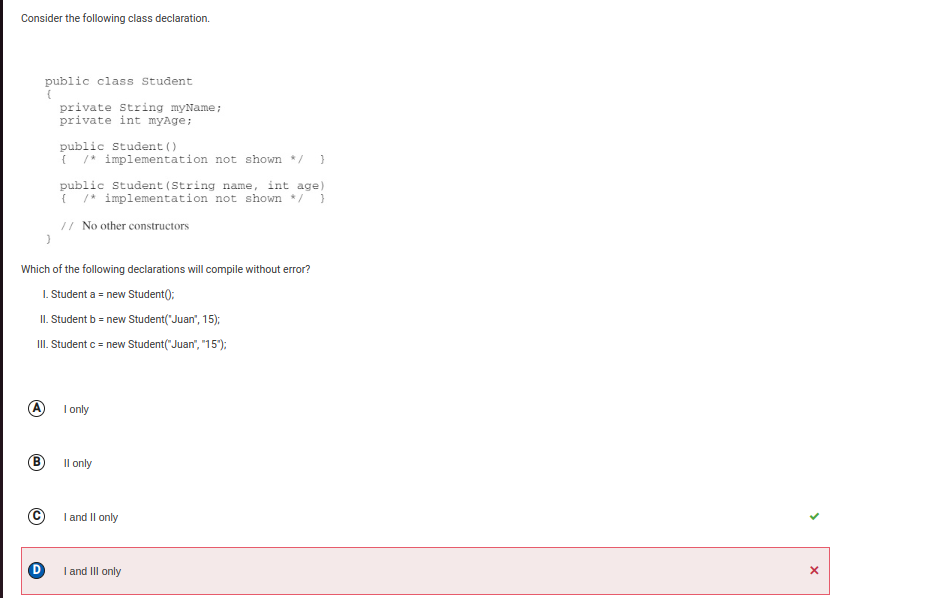 Consider the following class declaration.
public class Student
{
private String myName;
private int myAge;
public Student()
{ /* implementation not shown */ }
public Student(String name, int age)
{ /* implementation not shown */ }
// No other constructors
}
Which of the following declarations will compile without error?
I. Student a = new Student();
II. Student b = new Student("Juan", 15);
III. Student c = new Student("Juan", "15");
A I only
B II only
C I and II only
D I and III only